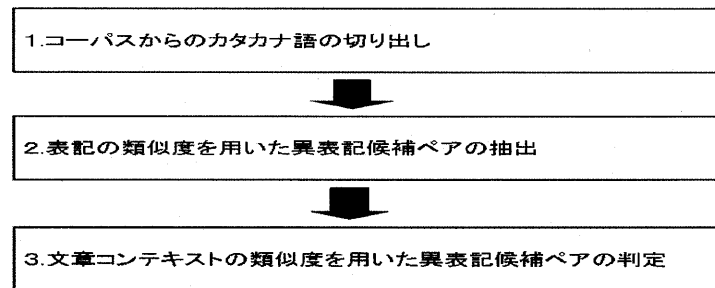 1.コーパスからのカタカナ語の切り出し
2.表記の類似度を用いた異表記候補ペアの抽出
3.文章コンテキストの類似度を用いた異表記候補ペアの判定